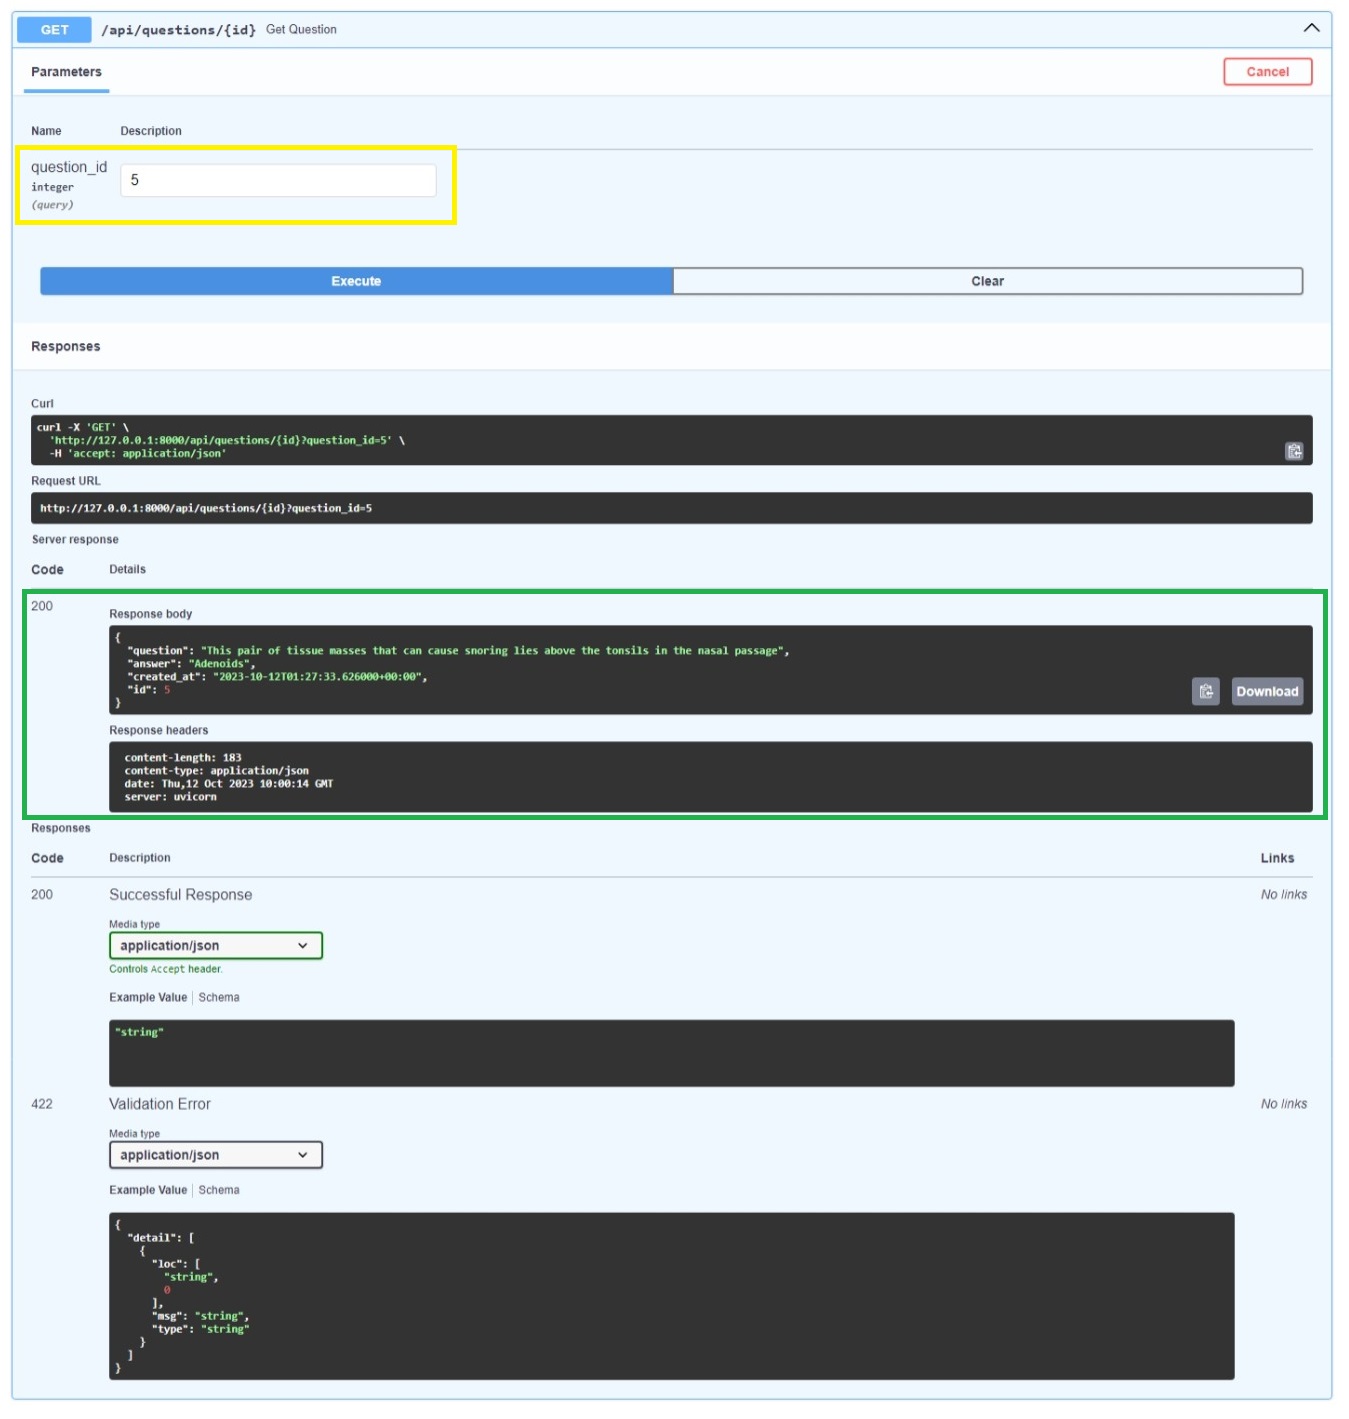 GET /api/questions/{id} Get Question
Parameters
Cancel
Name Description
question_id
integer
(query)
5
Execute Clear
Responses
Curl
curl -X 'GET' \
'http://127.0.0.1:8000/api/questions/{id}?question_id=5' \
-H 'accept: application/json'
Request URL
http://127.0.0.1:8000/api/questions/{id}?question_id=5
Server response
Code Details
200
Response body
{
"question": "This pair of tissue masses that can cause snoring lies above the tonsils in the nasal passage",
"answer": "Adenoids",
"created_at": "2023-10-12T01:27:33.626000+00:00",
"id": 5
}
Download
Response headers
content-length: 183
content-type: application/json
date: Thu,12 Oct 2023 10:00:14 GMT
server: uvicorn
Responses
Code Description Links
200 Successful Response No links
Media type
application/json
Controls Accept header.
Example Value Schema
"string"
422 Validation Error No links
Media type
application/json
Example Value Schema
{
"detail": [
{
"loc": [
"string",
0
],
"msg": "string",
"type": "string"
}
]
}